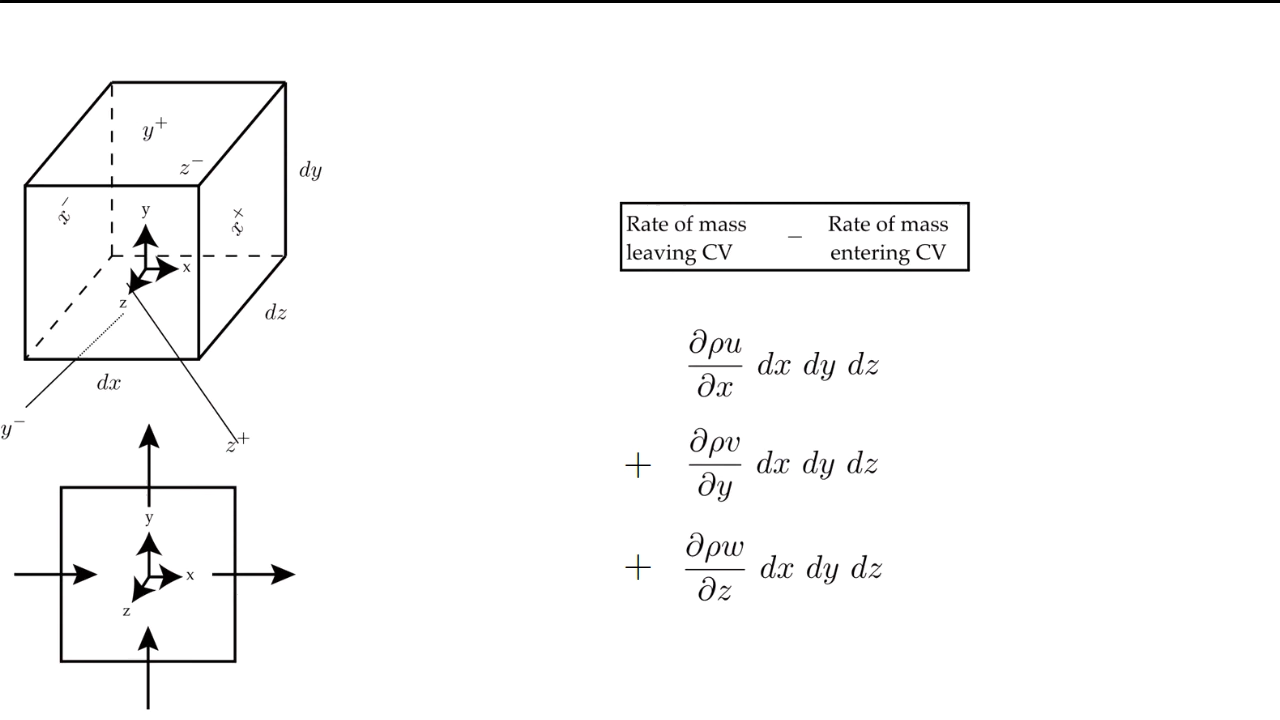 y⁺
z⁻
dy
x⁻
x⁺
y
x
z
dz
dx
y⁻
z⁺
y
x
z
Rate of mass leaving CV
−
Rate of mass entering CV
∂ρu/∂x dx dy dz
+ ∂ρv/∂y dx dy dz
+ ∂ρw/∂z dx dy dz